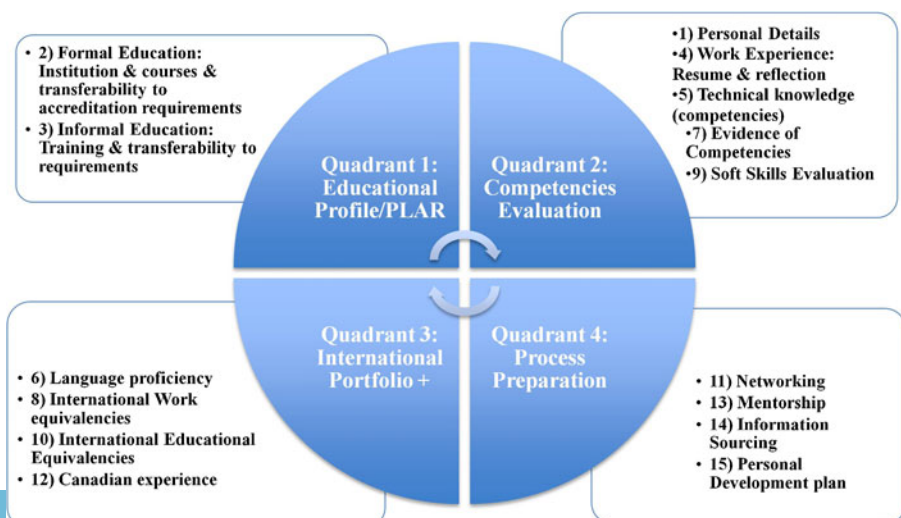 • 2) Formal Education:
Institution & courses &
transferability to
accreditation requirements
• 3) Informal Education:
Training & transferability to
requirements
Quadrant 1:
Educational
Profile/PLAR
Quadrant 2:
Competencies
Evaluation
•1) Personal Details
•4) Work Experience:
Resume & reflection
•5) Technical knowledge
(competencies)
•7) Evidence of
Competencies
•9) Soft Skills Evaluation
Quadrant 3:
International
Portfolio +
Quadrant 4:
Process
Preparation
• 6) Language proficiency
• 8) International Work
equivalencies
• 10) International Educational
Equivalencies
• 12) Canadian experience
• 11) Networking
• 13) Mentorship
• 14) Information
Sourcing
• 15) Personal
Development plan